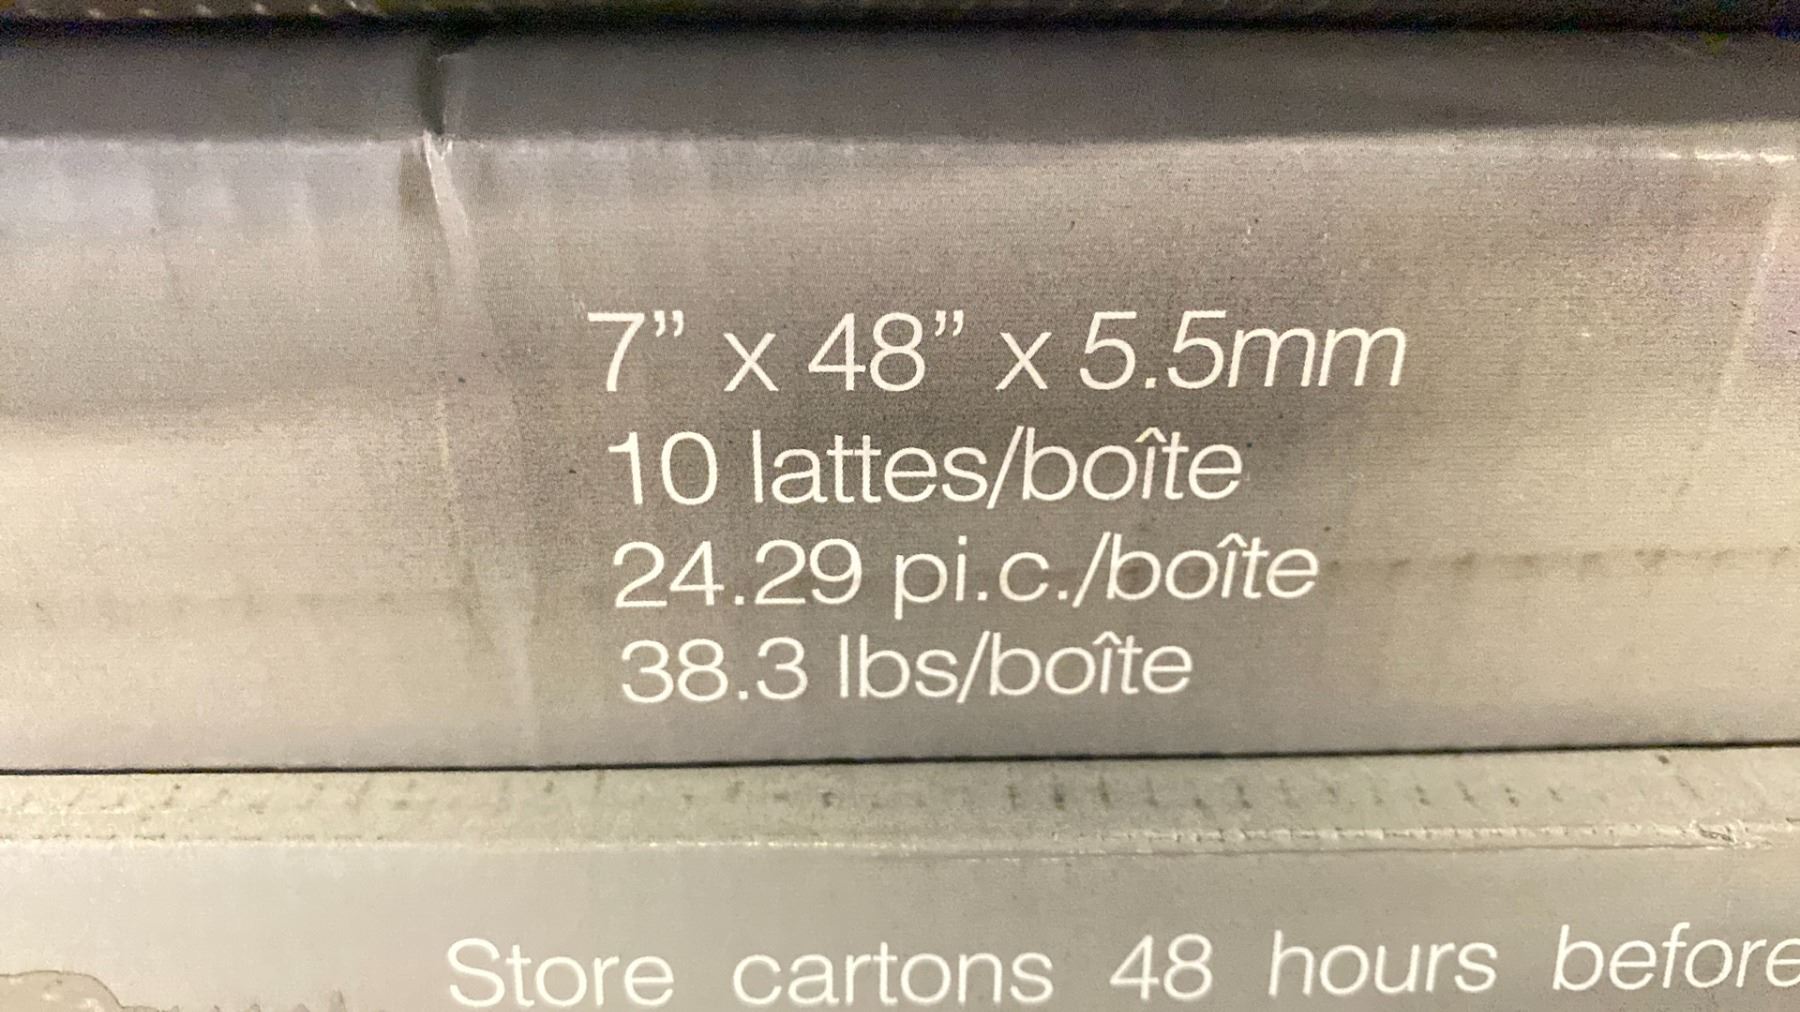 7” x 48” x 5.5mm
10 lattes/boîte
24.29 pi.c./boîte
38.3 lbs/boîte
Store cartons 48 hours before